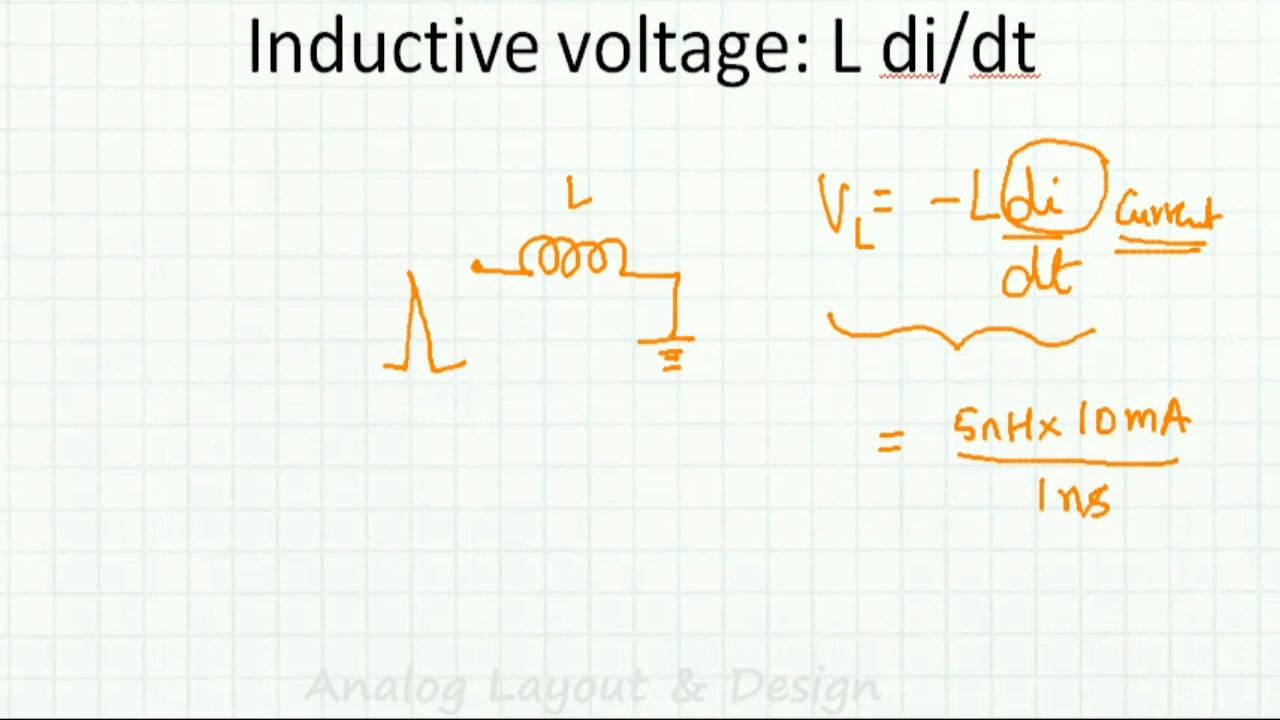 Inductive voltage: L di/dt
L
V_L = -L di/dt Current
= 5nH x 10mA
1ns
Analog Layout & Design